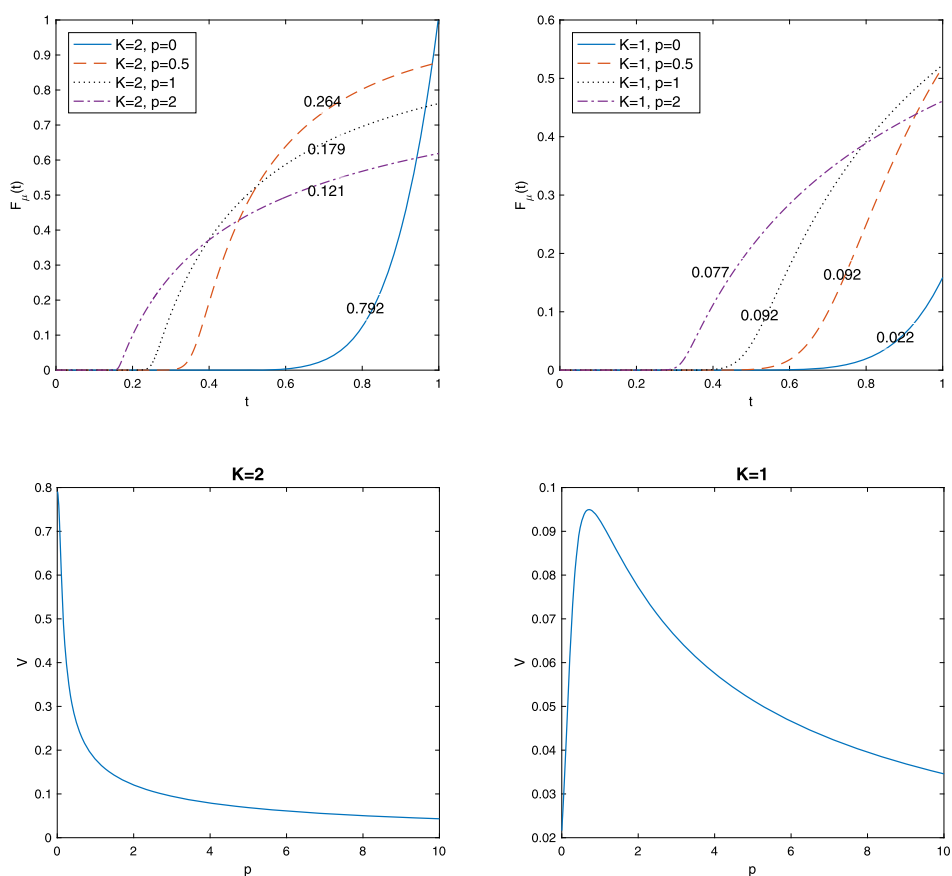 K=2, p=0
K=2, p=0.5
K=2, p=1
K=2, p=2
0.264
0.179
0.121
0.792
1
0.9
0.8
0.7
0.6
0.5
0.4
0.3
0.2
0.1
0
0 0.2 0.4 0.6 0.8 1
F_μ(t)
t
K=1, p=0
K=1, p=0.5
K=1, p=1
K=1, p=2
0.077
0.092
0.092
0.022
0.6
0.5
0.4
0.3
0.2
0.1
0
0 0.2 0.4 0.6 0.8 1
F_μ(t)
t
K=2
0.8
0.7
0.6
0.5
0.4
0.3
0.2
0.1
0
0 2 4 6 8 10
V
p
K=1
0.1
0.09
0.08
0.07
0.06
0.05
0.04
0.03
0.02
0 2 4 6 8 10
V
p